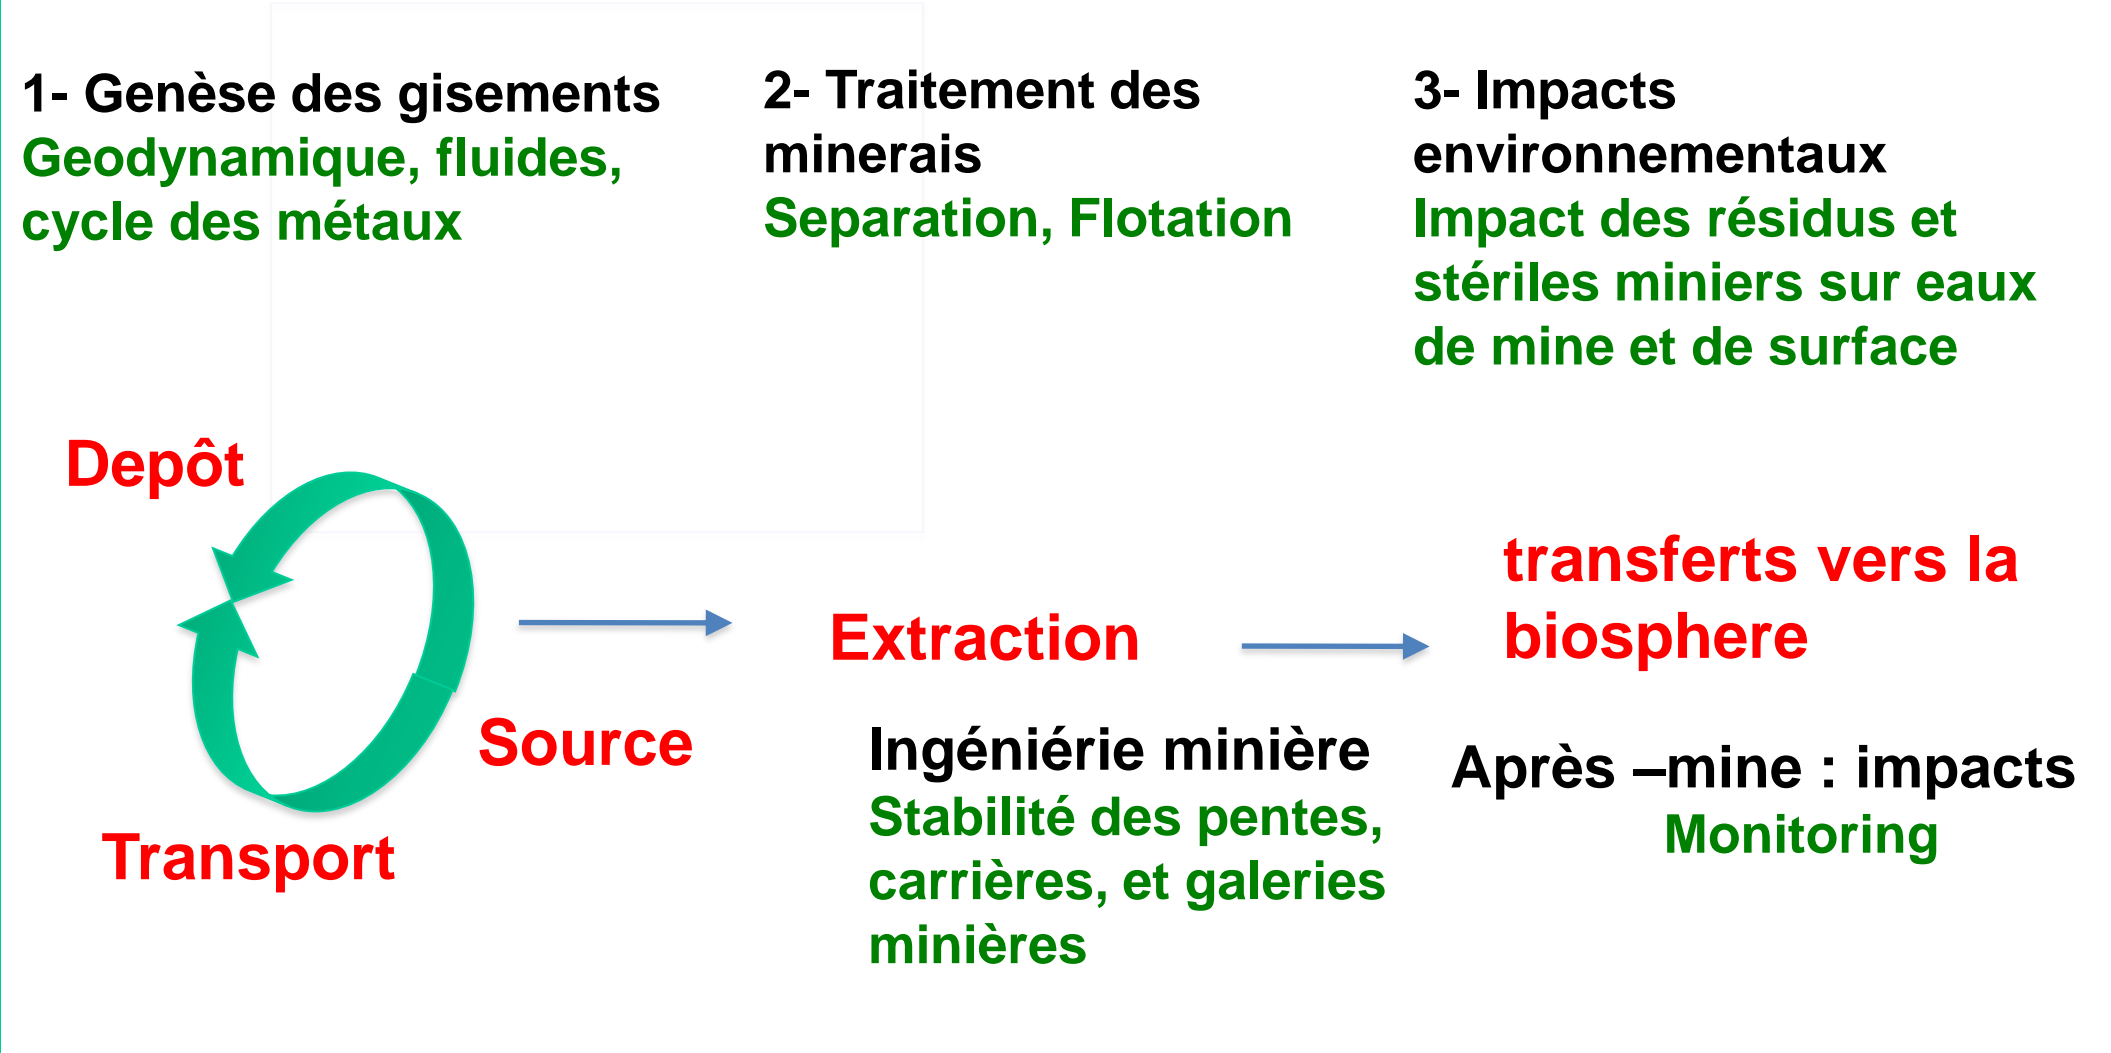 1- Genèse des gisements
Geodynamique, fluides,
cycle des métaux
2- Traitement des
minerais
Separation, Flotation
3- Impacts
environnementaux
Impact des résidus et
stériles miniers sur eaux
de mine et de surface
Depôt
Source
Transport
Extraction
Ingéniérie minière
Stabilité des pentes,
carrières, et galeries
minières
transferts vers la
biosphere
Après –mine : impacts
Monitoring